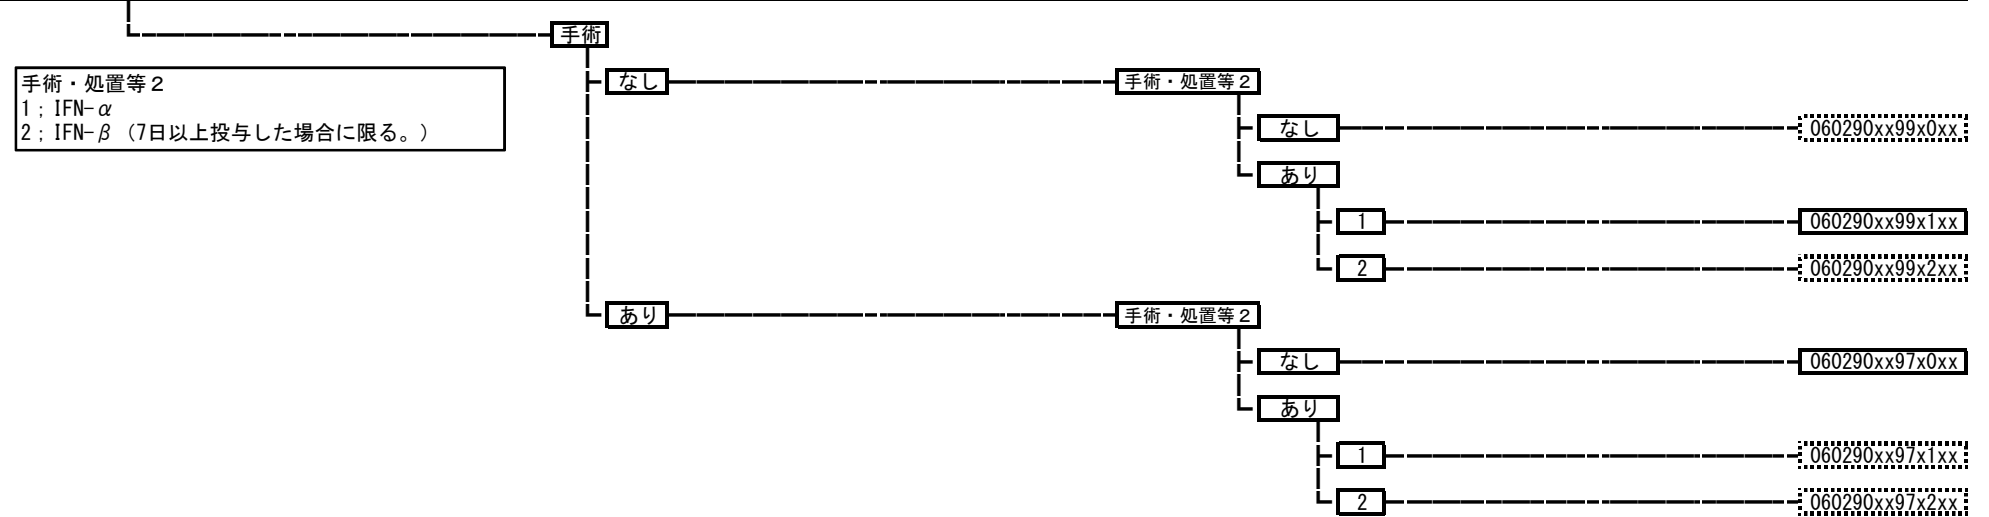 手術
手術・処置等２
1；IFN-α
2；IFN-β（7日以上投与した場合に限る。）
なし
手術・処置等２
なし
060290xx99x0xx
あり
1
060290xx99x1xx
2
060290xx99x2xx
あり
手術・処置等２
なし
060290xx97x0xx
あり
1
060290xx97x1xx
2
060290xx97x2xx